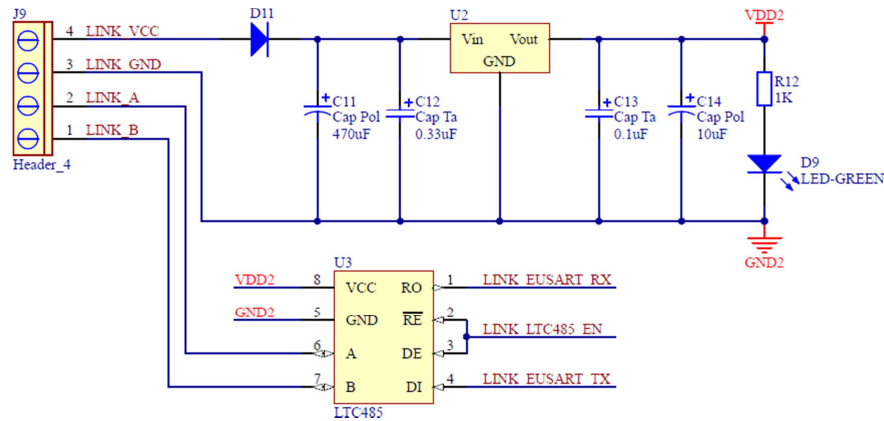 J9
4 LINK_VCC
3 LINK_GND
2 LINK_A
1 LINK_B
Header_4
D11
U2
Vin Vout
GND
VDD2
C11
Cap Pol
470uF
C12
Cap Ta
0.33uF
C13
Cap Ta
0.1uF
C14
Cap Pol
10uF
R12
1K
D9
LED-GREEN
GND2
U3
VDD2 8 VCC RO 1 LINK_EUSART_RX
GND2 5 GND RE 2
LINK_LTC485_EN
6 A DE 3
7 B DI 4 LINK_EUSART_TX
LTC485